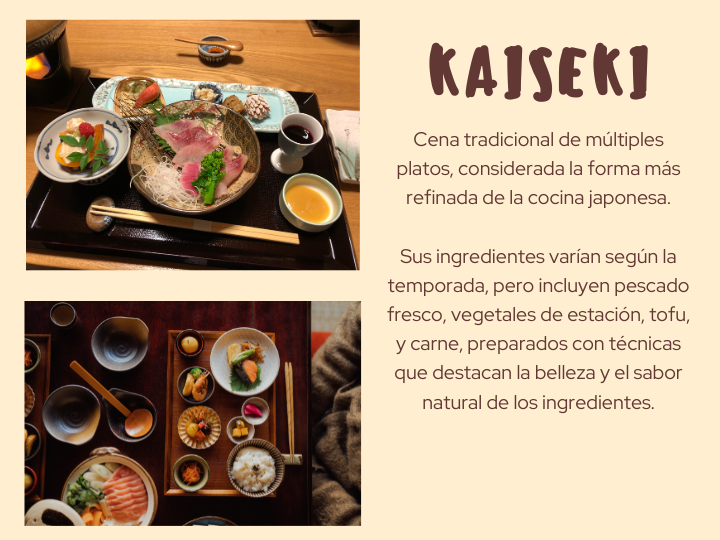 KAISEKI
Cena tradicional de múltiples
platos, considerada la forma más
refinada de la cocina japonesa.
Sus ingredientes varían según la
temporada, pero incluyen pescado
fresco, vegetales de estación, tofu,
y carne, preparados con técnicas
que destacan la belleza y el sabor
natural de los ingredientes.